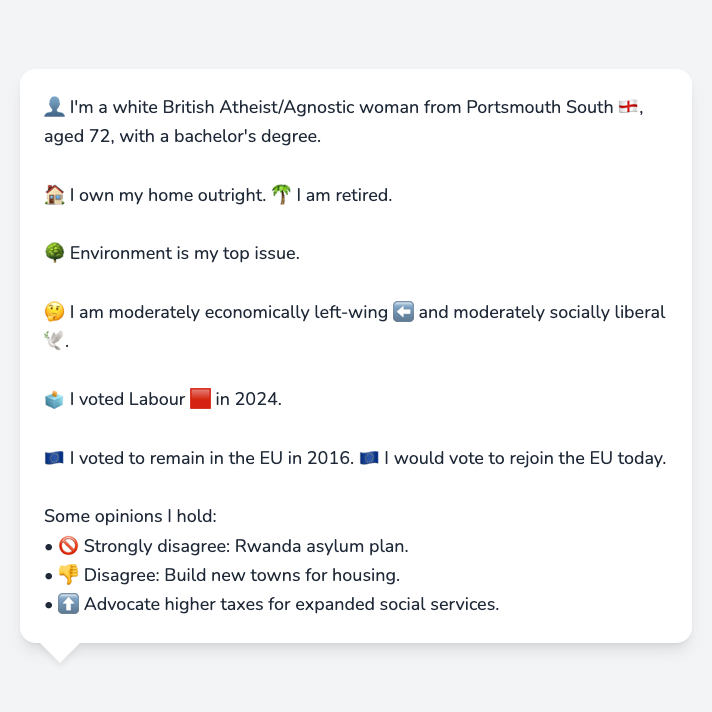 👤 I'm a white British Atheist/Agnostic woman from Portsmouth South 🏴󠁧󠁢󠁥󠁮󠁧󠁿,
aged 72, with a bachelor's degree.
🏠 I own my home outright. 🌴 I am retired.
🌳 Environment is my top issue.
🤔 I am moderately economically left-wing ⬅️ and moderately socially liberal
🕊️.
🗳️ I voted Labour 🟥 in 2024.
🇪🇺 I voted to remain in the EU in 2016. 🇪🇺 I would vote to rejoin the EU today.
Some opinions I hold:
• 🚫 Strongly disagree: Rwanda asylum plan.
• 👎 Disagree: Build new towns for housing.
• ⬆️ Advocate higher taxes for expanded social services.